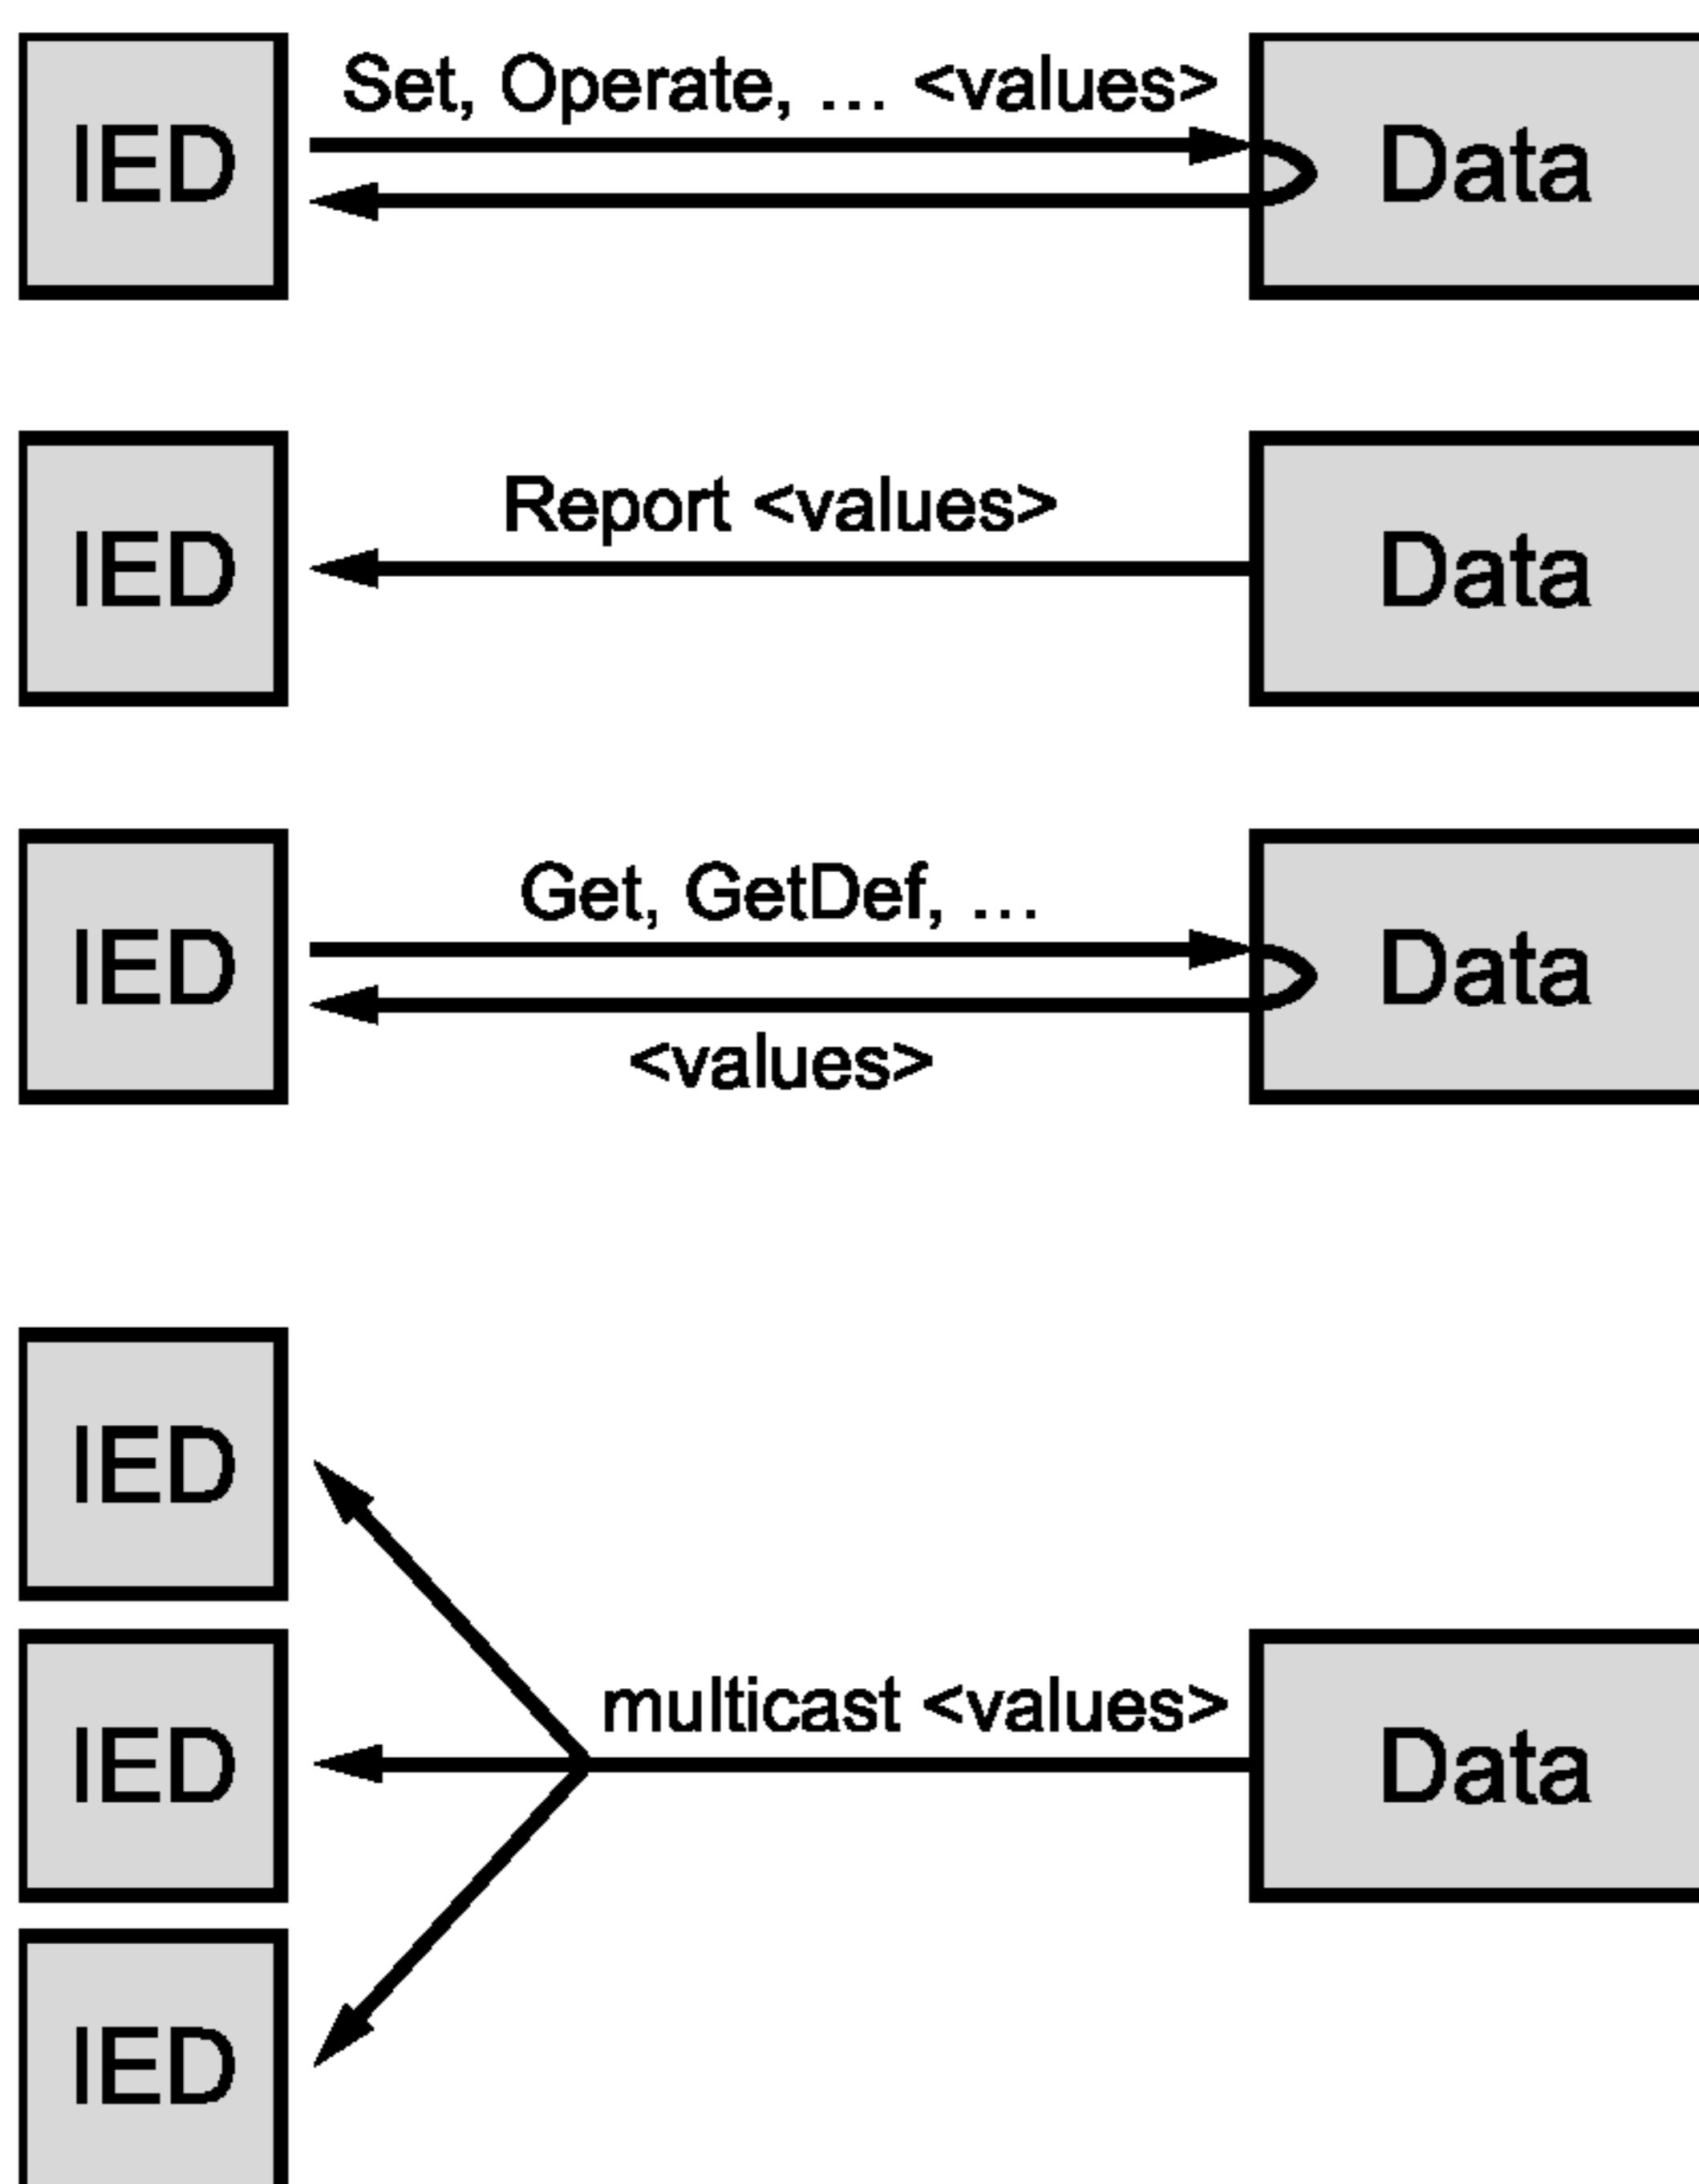 Set, Operate, … <values>
IED
Data
Report <values>
IED
Data
Get, GetDef, …
IED
Data
<values>
IED
multicast <values>
IED
Data
IED